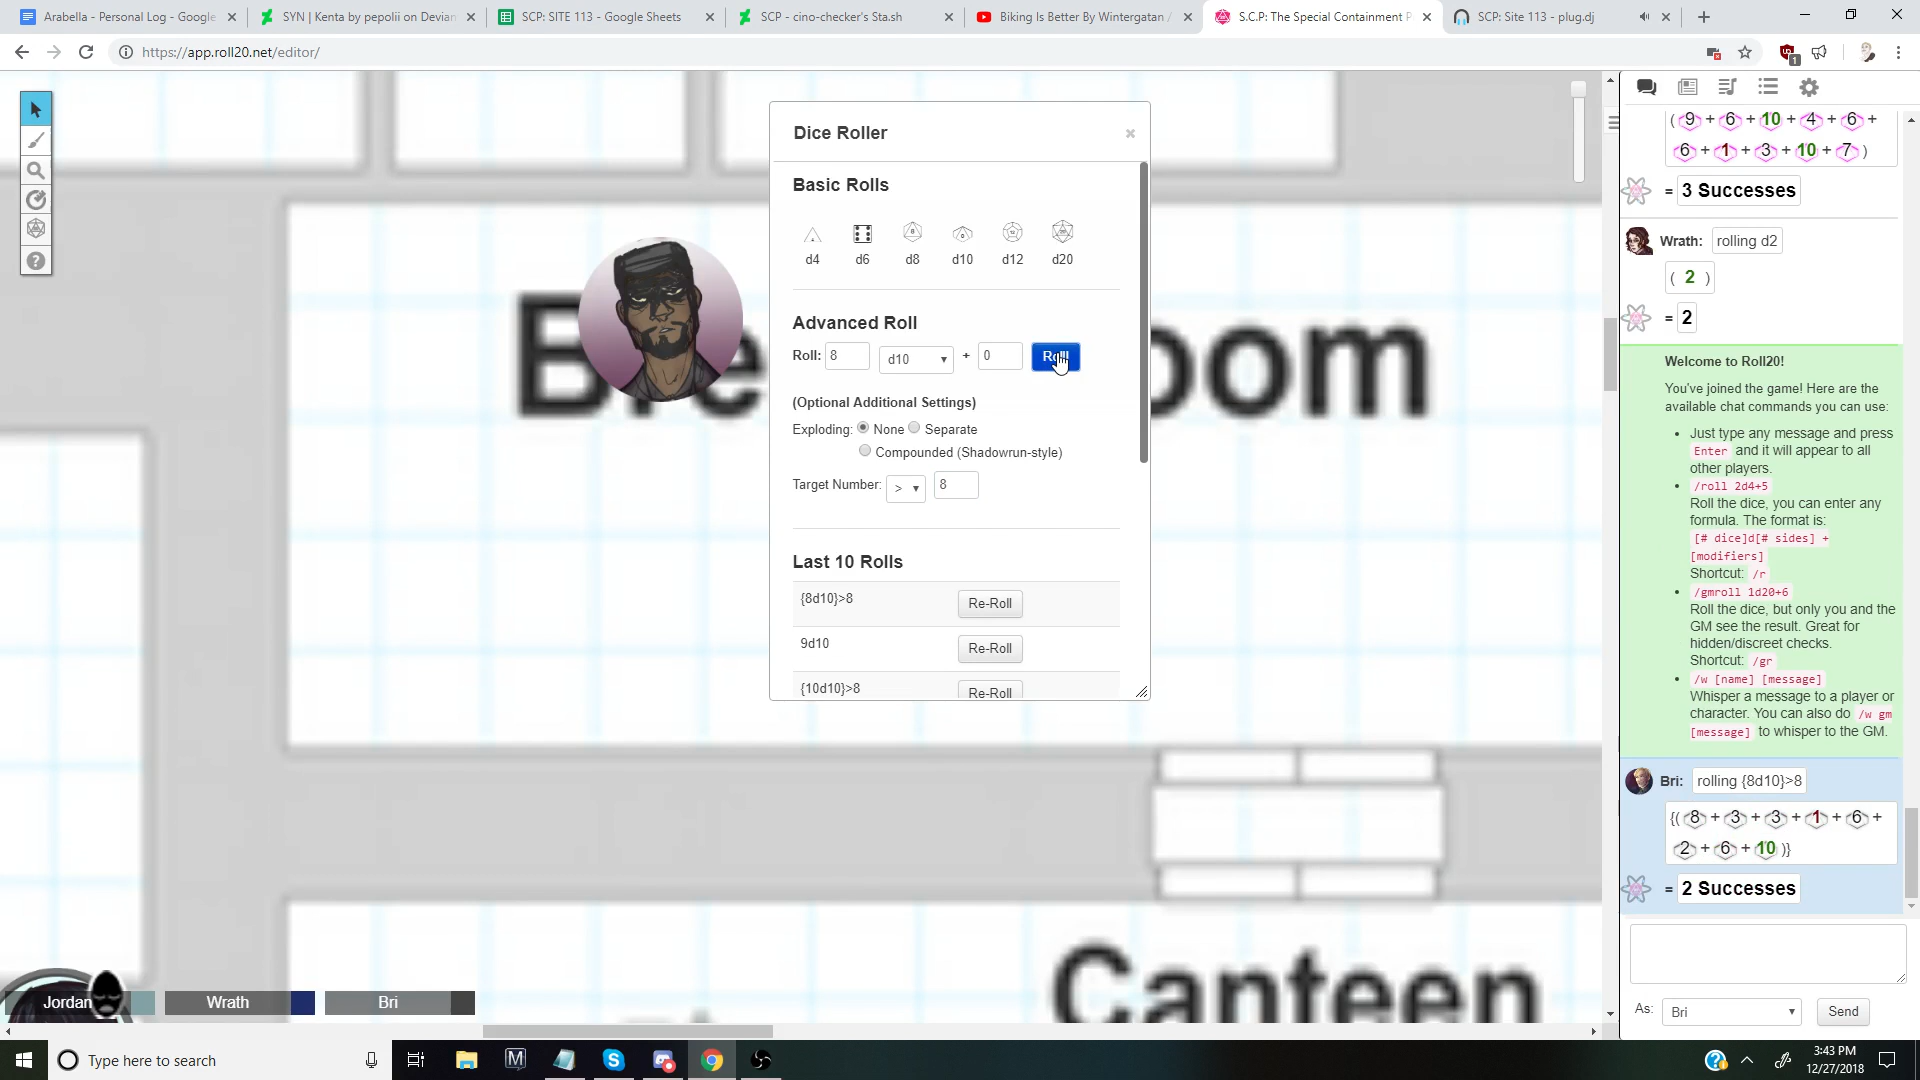 Arabella - Personal Log - Google
SYN | Kenta by pepolii on Devian
SCP: SITE 113 - Google Sheets
SCP - cino-checker's Sta.sh
Biking Is Better By Wintergatan /
S.C.P: The Special Containment P
SCP: Site 113 - plug.dj
https://app.roll20.net/editor/
Dice Roller
Basic Rolls
d4 d6 d8 d10 d12 d20
Advanced Roll
Roll: 8 d10 + 0 Roll
(Optional Additional Settings)
Exploding: None Separate
Compounded (Shadowrun-style)
Target Number: > 8
Last 10 Rolls
{8d10}>8 Re-Roll
9d10 Re-Roll
{10d10}>8 Re-Roll
Canteen
Jordan Wrath Bri
(9 + 6 + 10 + 4 + 6 +
6 + 1 + 3 + 10 + 7 )
= 3 Successes
Wrath: rolling d2
( 2 )
= 2
Welcome to Roll20!
You've joined the game! Here are the
available chat commands you can use:
Just type any message and press
Enter and it will appear to all
other players.
/roll 2d4+5
Roll the dice, you can enter any
formula. The format is:
[# dice]d[# sides] +
[modifiers]
Shortcut: /r
/gmroll 1d20+6
Roll the dice, but only you and the
GM see the result. Great for
hidden/discreet checks.
Shortcut: /gr
/w [name] [message]
Whisper a message to a player or
character. You can also do /w gm
[message] to whisper to the GM.
Bri: rolling {8d10}>8
{( 8 + 3 + 3 + 1 + 6 +
2 + 6 + 10 )}
= 2 Successes
As: Bri Send
Type here to search
3:43 PM
12/27/2018